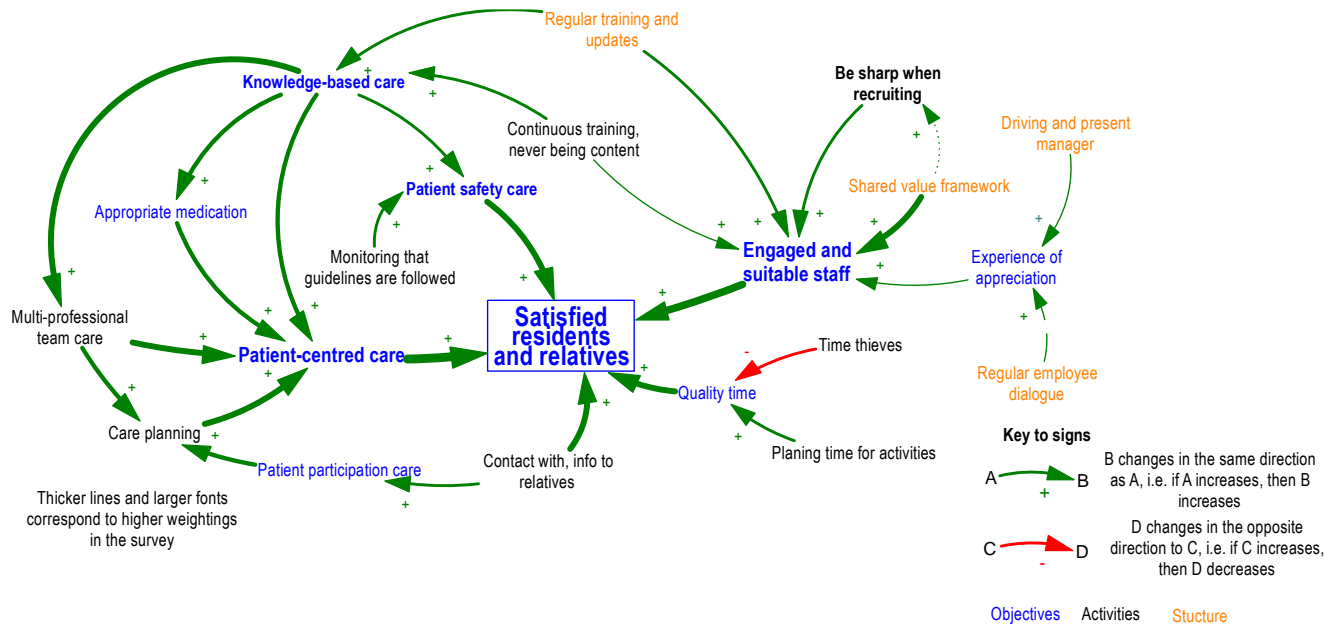 Regular training and
updates
Knowledge-based care
+
+
Be sharp when
recruiting
Continuous training,
never being content
+
Driving and present
manager
Shared value framework
+
Appropriate medication
+
Patient safety care
+
Monitoring that
guidelines are followed
+
+
+
+
+
Engaged and
suitable staff
+
+
Experience of
appreciation
+
+
Multi-professional
team care
+
+
Patient-centred care
+
+
+
+
Satisfied
residents
and relatives
+
+
+
+
+
Time thieves
-
Quality time
Planing time for activities
+
Regular employee
dialogue
Care planning
+
Patient participation care
+
Contact with, info to
relatives
Thicker lines and larger fonts
correspond to higher weightings
in the survey
Key to signs
A
+
B
B changes in the same direction
as A, i.e. if A increases, then B
increases
C
-
D
D changes in the opposite
direction to C, i.e. if C increases,
then D decreases
Objectives Activities Stucture